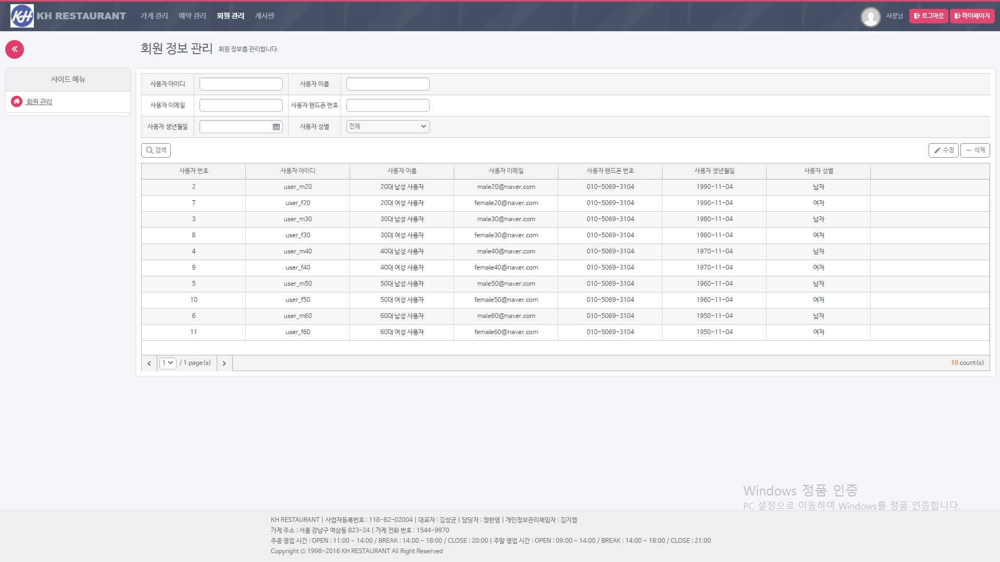 KH KH RESTAURANT 가게 관리 예약 관리 회원 관리 게시판 사장님 로그아웃 마이페이지
회원 정보 관리 회원 정보를 관리합니다.
사이드 메뉴
회원 관리
사용자 아이디 사용자 이름
사용자 이메일 사용자 핸드폰 번호
사용자 생년월일 사용자 성별 전체
검색 수정 삭제
사용자 번호 사용자 아이디 사용자 이름 사용자 이메일 사용자 핸드폰 번호 사용자 생년월일 사용자 성별
2 user_m20 20대 남성 사용자 male20@naver.com 010-5069-3104 1990-11-04 남자
7 user_f20 20대 여성 사용자 female20@naver.com 010-5069-3104 1990-11-04 여자
3 user_m30 30대 남성 사용자 male30@naver.com 010-5069-3104 1980-11-04 남자
8 user_f30 30대 여성 사용자 female30@naver.com 010-5069-3104 1980-11-04 여자
4 user_m40 40대 남성 사용자 male40@naver.com 010-5069-3104 1970-11-04 남자
9 user_f40 40대 여성 사용자 female40@naver.com 010-5069-3104 1970-11-04 여자
5 user_m50 50대 남성 사용자 male50@naver.com 010-5069-3104 1960-11-04 남자
10 user_f50 50대 여성 사용자 female50@naver.com 010-5069-3104 1960-11-04 여자
6 user_m60 60대 남성 사용자 male60@naver.com 010-5069-3104 1950-11-04 남자
11 user_f60 60대 여성 사용자 female60@naver.com 010-5069-3104 1950-11-04 여자
1 / 1 page(s) 10 count(s)
Windows 정품 인증
PC 설정으로 이동하여 Windows를 정품 인증합니다.
KH RESTAURANT | 사업자등록번호 : 118-82-02004 | 대표자 : 김성균 | 담당자 : 정한영 | 개인정보관리책임자 : 김지엽
가게 주소 : 서울 강남구 역삼동 823-24 | 가게 전화 번호 : 1544-9970
주중 영업 시간 : OPEN : 11:00 ~ 14:00 / BREAK : 14:00 ~ 18:00 / CLOSE : 20:00 | 주말 영업 시간 : OPEN : 09:00 ~ 14:00 / BREAK : 14:00 ~ 18:00 / CLOSE : 21:00
Copyright © 1998-2016 KH RESTAURANT All Right Reserved